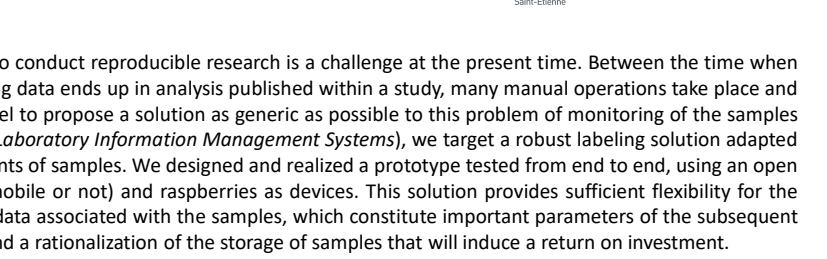 Saint-Etienne
o conduct reproducible research is a challenge at the present time. Between the time when
g data ends up in analysis published within a study, many manual operations take place and
el to propose a solution as generic as possible to this problem of monitoring of the samples
Laboratory Information Management Systems), we target a robust labeling solution adapted
nts of samples. We designed and realized a prototype tested from end to end, using an open
nobile or not) and raspberries as devices. This solution provides sufficient flexibility for the
data associated with the samples, which constitute important parameters of the subsequent
nd a rationalization of the storage of samples that will induce a return on investment.